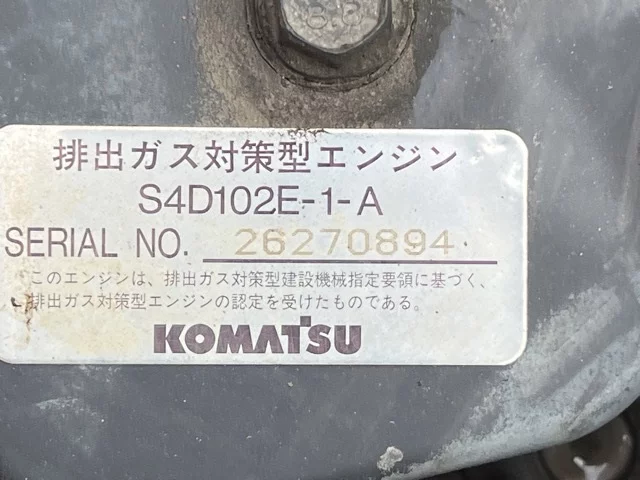 8.8
排出ガス対策型エンジン
S4D102E-1-A
SERIAL NO. 26270894
このエンジンは、排出ガス対策型建設機械指定要領に基づく、
排出ガス対策型エンジンの認定を受けたものである。
KOMATSU